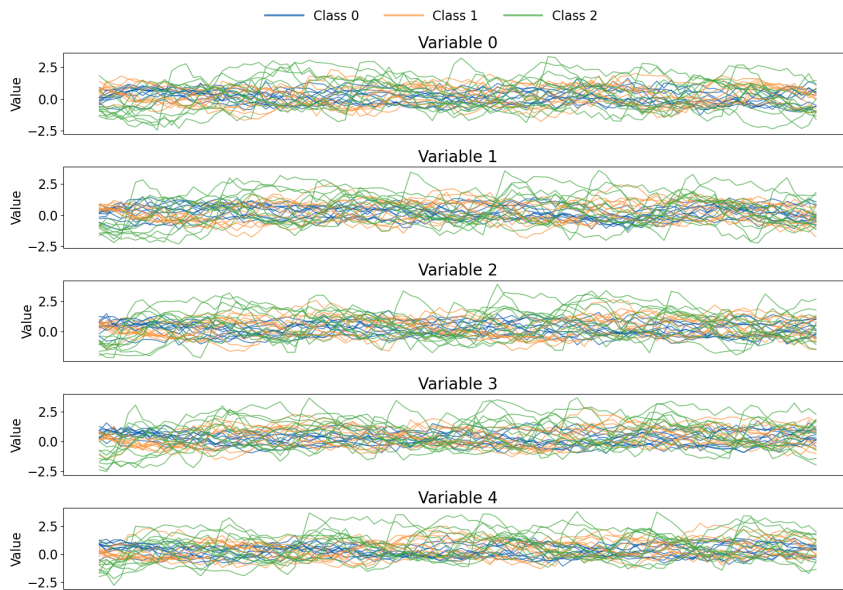 Class 0 Class 1 Class 2
Variable 0
Value
2.5
0.0
−2.5
Variable 1
Value
2.5
0.0
−2.5
Variable 2
Value
2.5
0.0
Variable 3
Value
2.5
0.0
−2.5
Variable 4
Value
2.5
0.0
−2.5